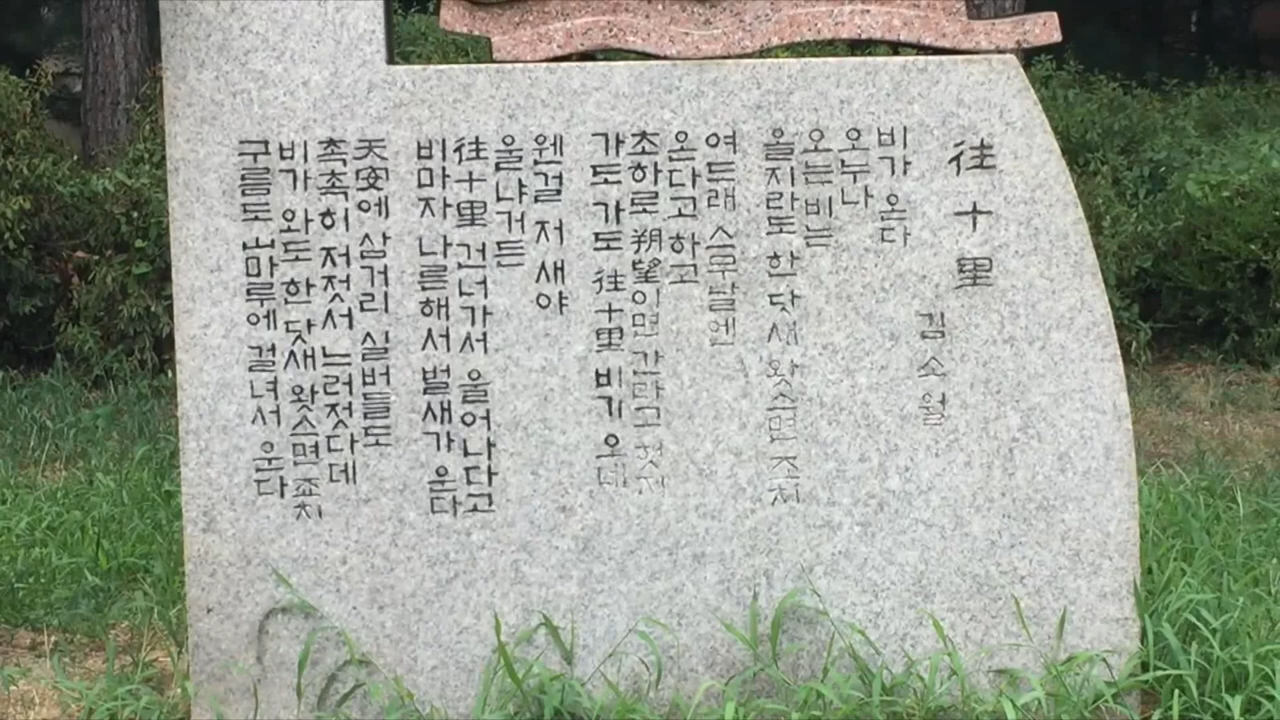 往十里
김소월
비가 온다
오누나
오는비는
올지라도 한닷새 왓스면 죠치
여드래 스무날엔
온다고 하고
초하로 朔望이면 간라고 햇지
가도 가도 往十里 비가 오네
웬걸 저 새야
울냐거든
往十里 건너가서 울어나다고
비마자 나른해서 벌새가 운다
天安에삼거리 실버들도
촉촉히 저젓서 느러젓다데
비가 와도 한닷새 왓스면 죠치
구름도 山마루에 걸녀서 운다